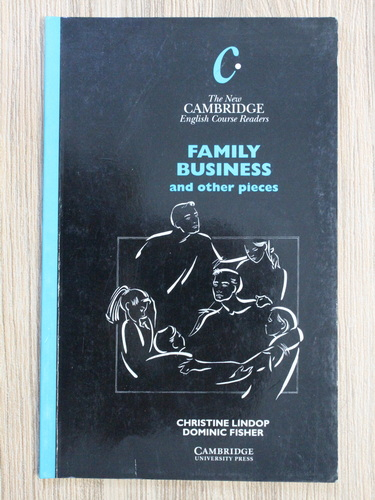 C.
The New
CAMBRIDGE
English Course Readers
FAMILY
BUSINESS
and other pieces
CHRISTINE LINDOP
DOMINIC FISHER
CAMBRIDGE
UNIVERSITY PRESS